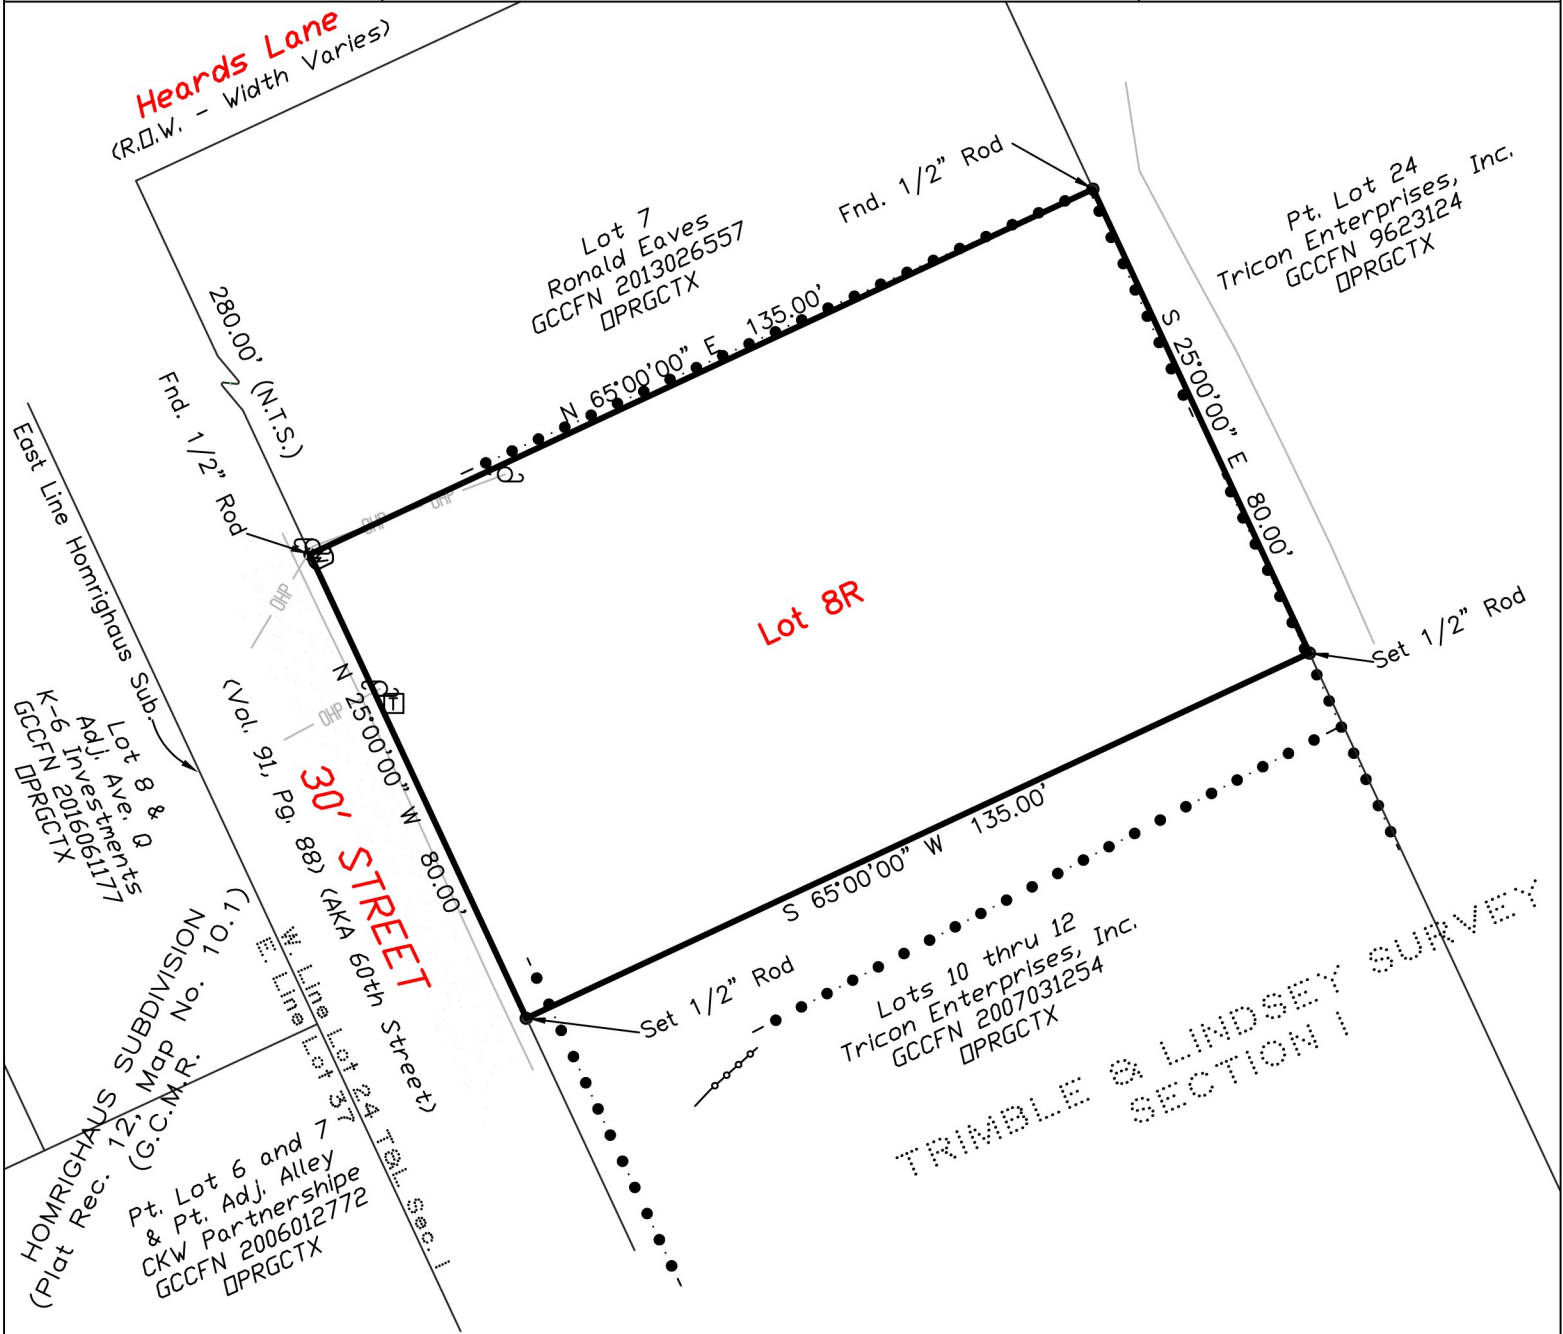 Heards Lane
(R.O.W. - Width Varies)
Lot 7
Ronald Eaves
GCCFN 2013026557
OPRGCTX
Fnd. 1/2" Rod
Pt. Lot 24
Tricon Enterprises, Inc.
GCCFN 9623124
OPRGCTX
280.00' (N.T.S.)
Fnd. 1/2" Rod
N 65°00'00" E 135.00'
S 25°00'00" E 80.00'
East Line Homrighaus Sub.
OHP
OHP
OHP
OHP
W
T
Lot 8R
Set 1/2" Rod
N 25°00'00" W 80.00'
30' STREET
(Vol. 91, Pg. 88) (AKA 60th Street)
Lot 8 &
Adj. Ave. Q
K-6 Investments
GCCFN 2016061177
OPRGCTX
S 65°00'00" W 135.00'
Set 1/2" Rod
Lots 10 thru 12
Tricon Enterprises, Inc.
GCCFN 2007031254
OPRGCTX
TRIMBLE & LINDSEY SURVEY
SECTION 1
W Line Lot 24 T&L Sec. 1
E Line Lot 37
HOMRIGHAUS SUBDIVISION
(Plat Rec. 12, Map No. 10.1)
(G.C.M.R.
Pt. Lot 6 and 7
& Pt. Adj. Alley
CKW Partnershipe
GCCFN 2006012772
OPRGCTX